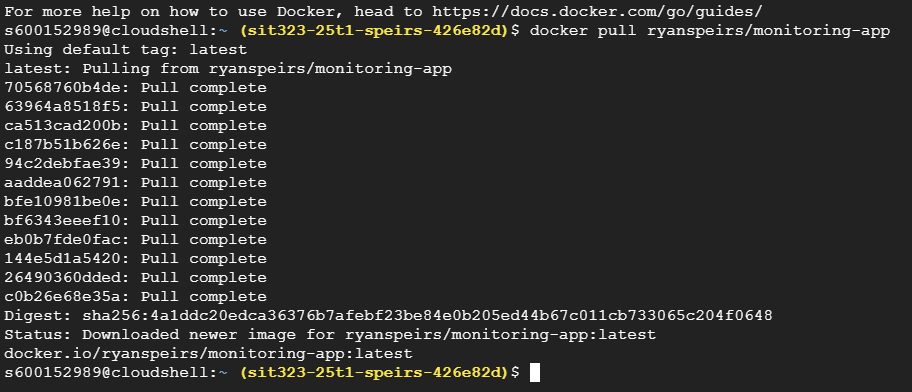 For more help on how to use Docker, head to https://docs.docker.com/go/guides/
s600152989@cloudshell:~ (sit323-25t1-speirs-426e82d)$ docker pull ryanspeirs/monitoring-app
Using default tag: latest
latest: Pulling from ryanspeirs/monitoring-app
70568760b4de: Pull complete
63964a8518f5: Pull complete
ca513cad200b: Pull complete
c187b51b626e: Pull complete
94c2debfae39: Pull complete
aaddea062791: Pull complete
bfe10981be0e: Pull complete
bf6343eeef10: Pull complete
eb0b7fde0fac: Pull complete
144e5d1a5420: Pull complete
26490360dded: Pull complete
c0b26e68e35a: Pull complete
Digest: sha256:4a1ddc20edca36376b7afebf23be84e0b205ed44b67c011cb733065c204f0648
Status: Downloaded newer image for ryanspeirs/monitoring-app:latest
docker.io/ryanspeirs/monitoring-app:latest
s600152989@cloudshell:~ (sit323-25t1-speirs-426e82d)$